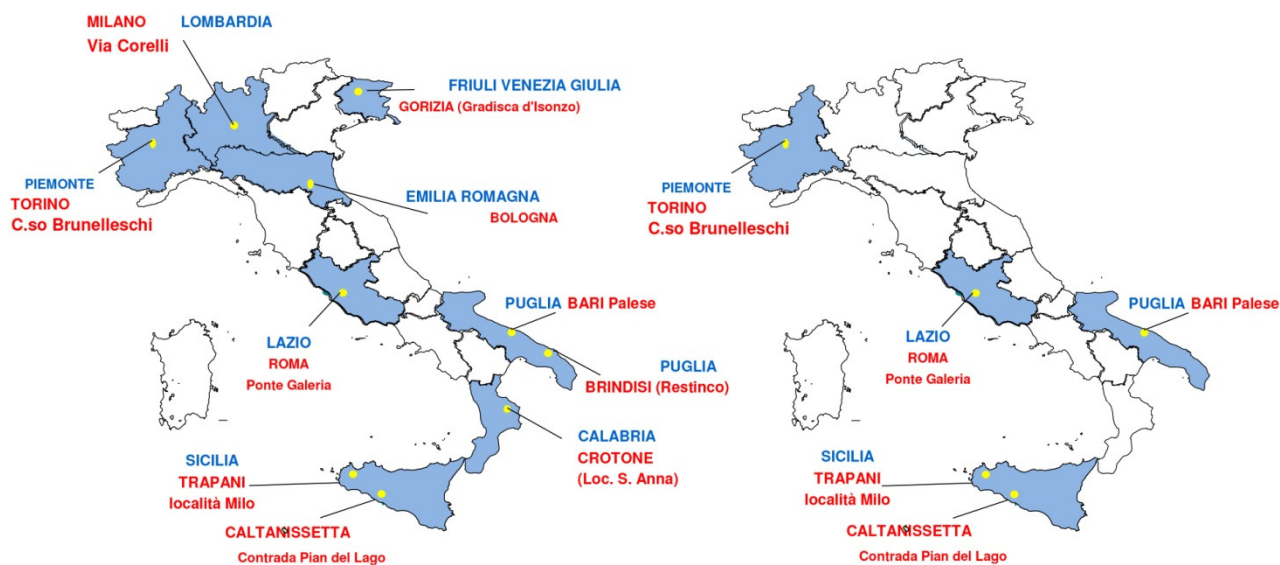 MILANO LOMBARDIA
Via Corelli
FRIULI VENEZIA GIULIA
GORIZIA (Gradisca d'Isonzo)
PIEMONTE
TORINO
C.so Brunelleschi
EMILIA ROMAGNA
BOLOGNA
PUGLIA BARI Palese
LAZIO
ROMA
Ponte Galeria
PUGLIA
BRINDISI (Restinco)
CALABRIA
CROTONE
(Loc. S. Anna)
SICILIA
TRAPANI
località Milo
CALTANISSETTA
Contrada Pian del Lago
PIEMONTE
TORINO
C.so Brunelleschi
PUGLIA BARI Palese
LAZIO
ROMA
Ponte Galeria
SICILIA
TRAPANI
località Milo
CALTANISSETTA
Contrada Pian del Lago